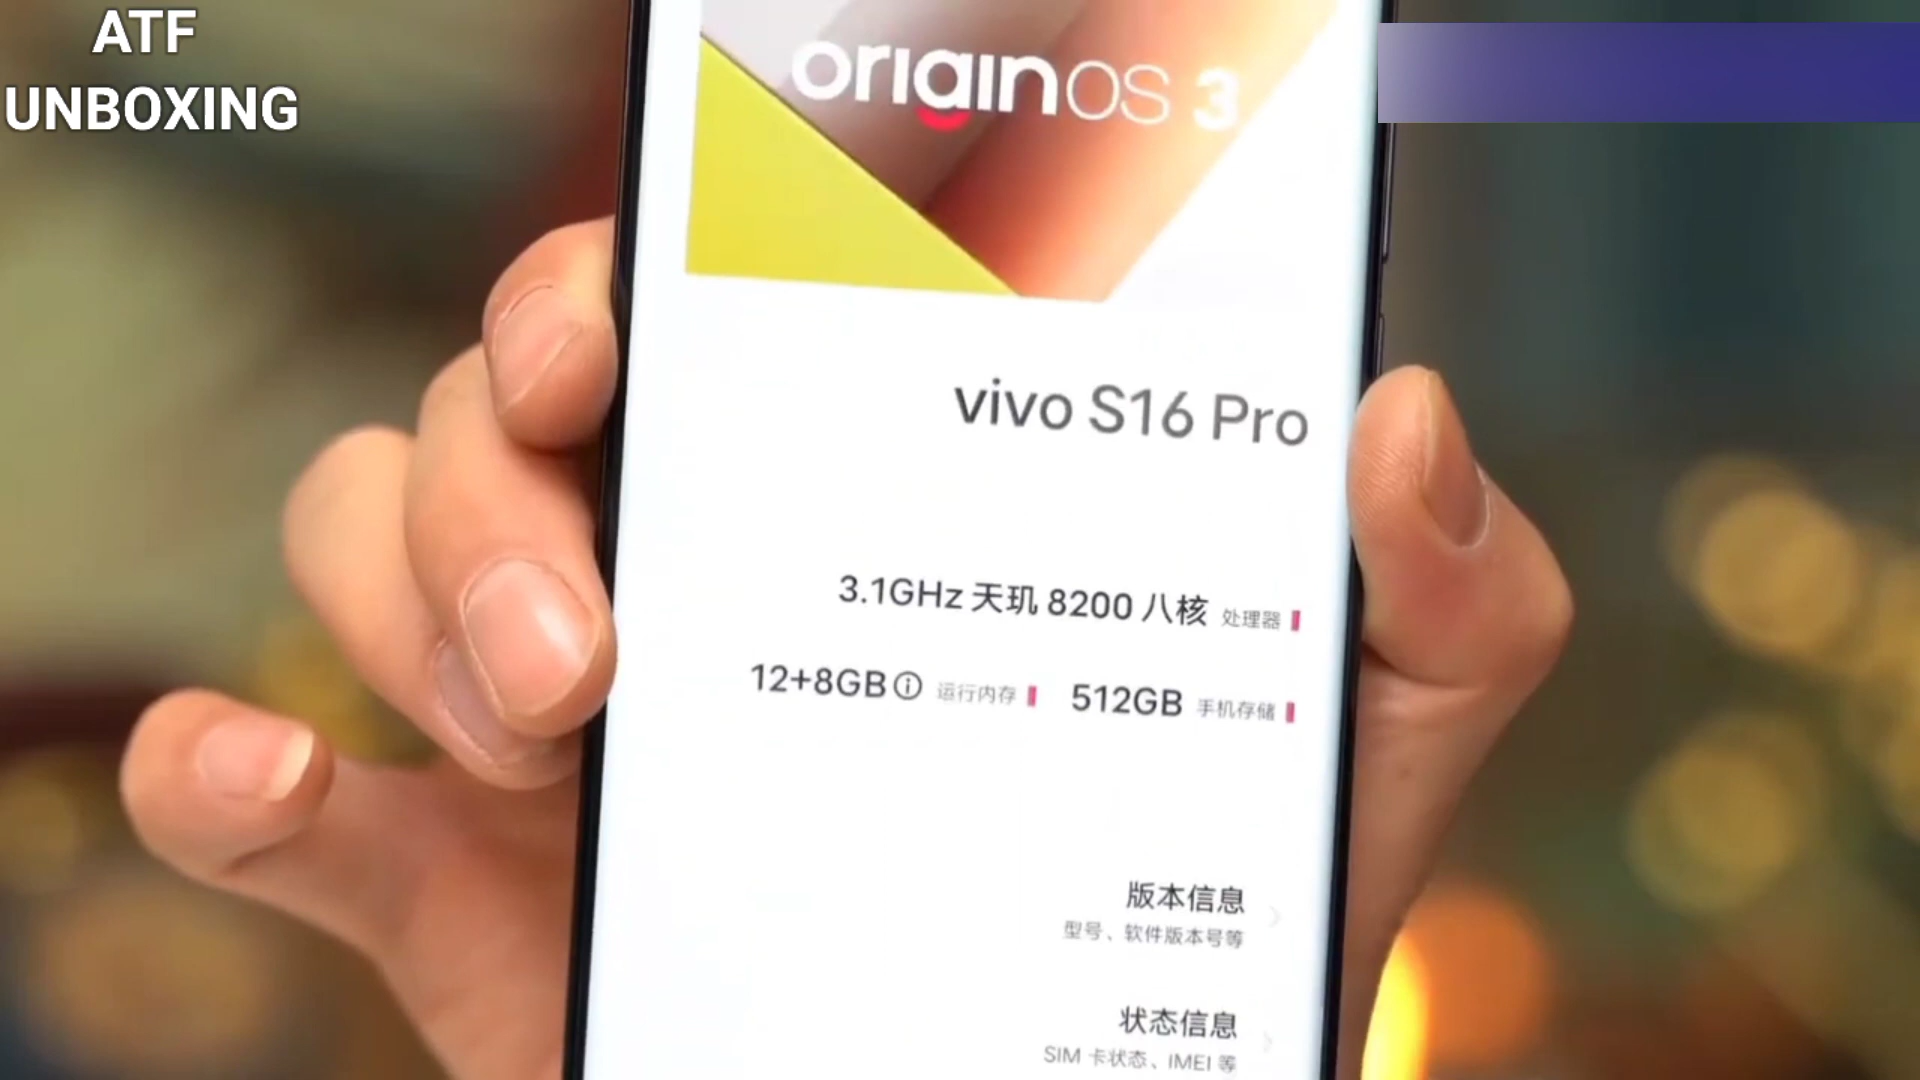 ATF
UNBOXING
originOS 3
vivo S16 Pro
3.1GHz 天玑 8200 八核 处理器
12+8GB 运行内存 512GB 手机存储
版本信息
型号、软件版本号等
状态信息
SIM 卡状态、IMEI 等